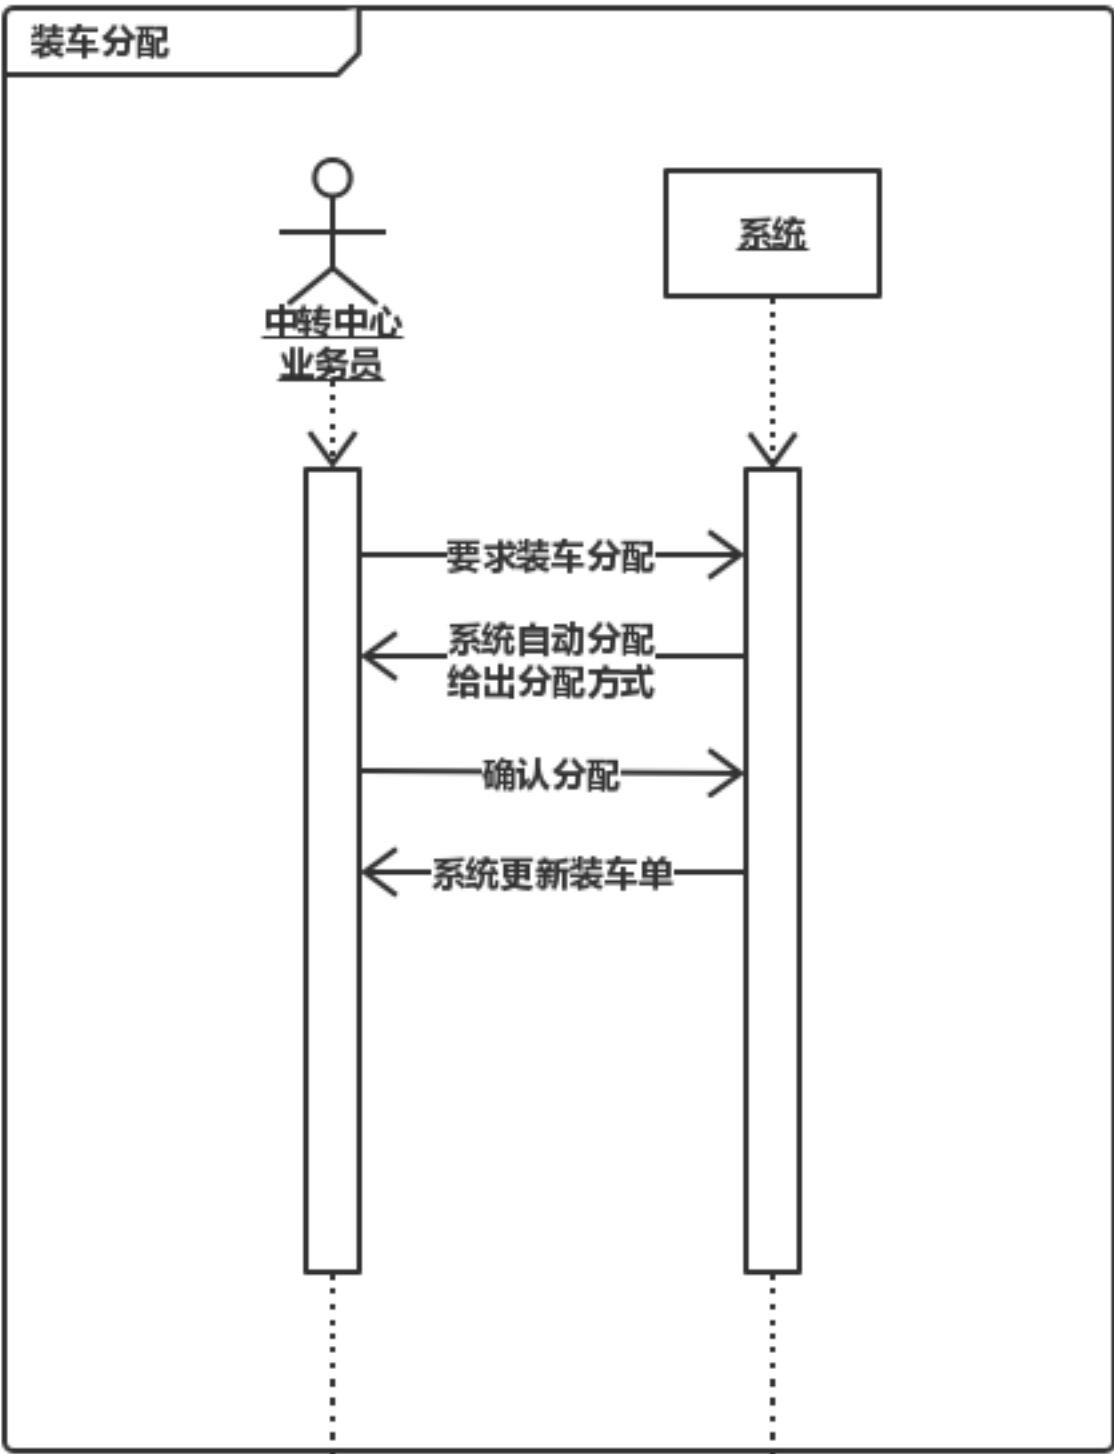 装车分配
系统
中转中心
业务员
要求装车分配
系统自动分配
给出分配方式
确认分配
系统更新装车单